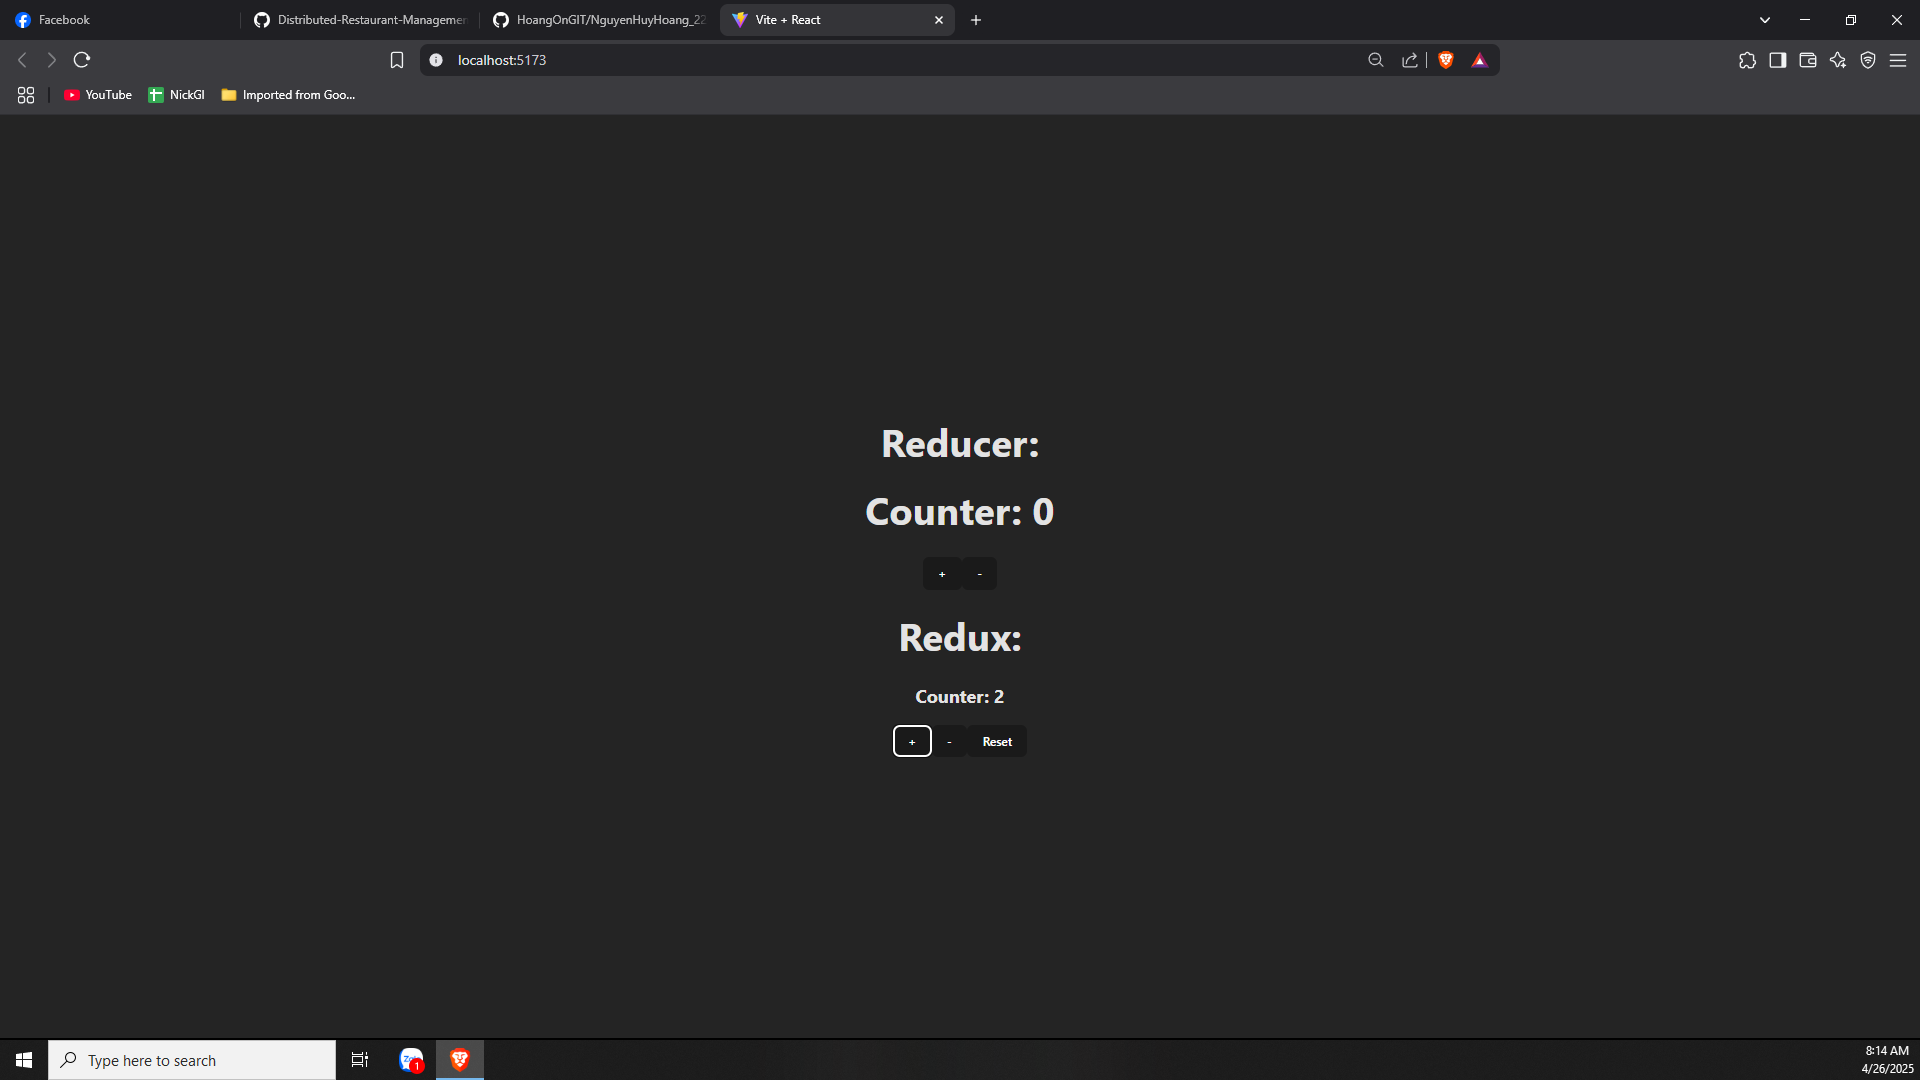 Facebook
Distributed-Restaurant-Managemen
HoangOnGIT/NguyenHuyHoang_22
Vite + React
localhost:5173
YouTube
NickGI
Imported from Goo...
Reducer:
Counter: 0
+ -
Redux:
Counter: 2
+ - Reset
Type here to search
1
8:14 AM
4/26/2025